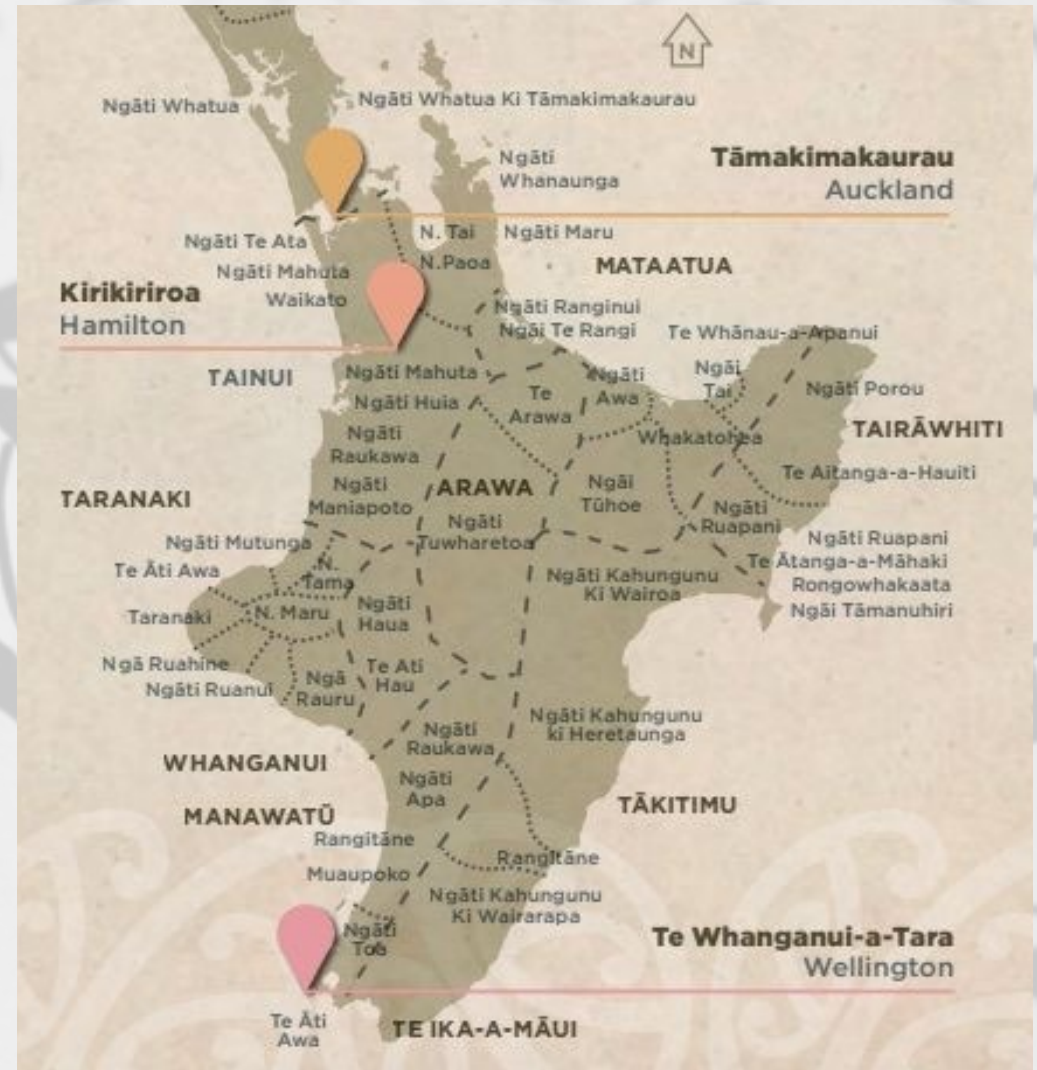 N
Ngāti Whatua
Ngāti Whatua Ki Tāmakimakaurau
Ngāti
Whanaunga
Tāmakimakaurau
Auckland
Ngāti Te Ata
N. Tai
Ngāti Maru
Ngāti Mahuta
N.Paoa
MATAATUA
Waikato
Kirikiriroa
Hamilton
Ngāti Ranginui
Ngāi Te Rangi
Te Whānau-a-Apanui
TAINUI
Ngāti Mahuta
Ngāti Huia
Te
Arawa
Ngāti
Awa
Ngāi
Tai
Ngāti Porou
Ngāti
Raukawa
Whakatohea
TAIRĀWHITI
Te Aitanga-a-Hauiti
TARANAKI
Ngāti
Maniapoto
ARAWA
Ngāi
Tūhoe
Ngāti
Tuwharetoa
Ngāti
Ruapani
Ngāti Mutunga
Ngāti Ruapani
Te Āti Awa
N.
Tama
Te Ātanga-a-Māhaki
Ngāti Kahungunu
Ki Wairoa
Rongowhakaata
Taranaki
N. Maru
Ngāti
Haua
Ngāi Tāmanuhiri
Ngā Ruahine
Ngāti Ruanui
Ngā
Rauru
Te Ati
Hau
Ngāti
Raukawa
Ngāti Kahungunu
ki Heretaunga
WHANGANUI
Ngāti
Apa
MANAWATŪ
TĀKITIMU
Rangitāne
Rangitāne
Muaupoko
Ngāti Kahungunu
Ki Wairarapa
Ngāti
Toa
Te Whanganui-a-Tara
Wellington
Te Āti
Awa
TE IKA-A-MĀUI